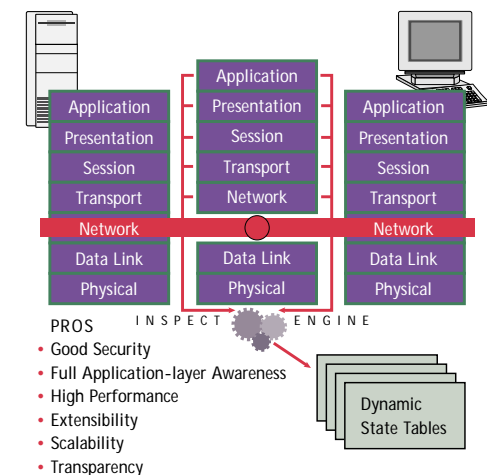 Application
Presentation
Session
Transport
Network
Data Link
Physical
Application
Presentation
Session
Transport
Network
Data Link
Physical
Application
Presentation
Session
Transport
Network
Data Link
Physical
INSPECT ENGINE
PROS
• Good Security
• Full Application-layer Awareness
• High Performance
• Extensibility
• Scalability
• Transparency
Dynamic
State Tables